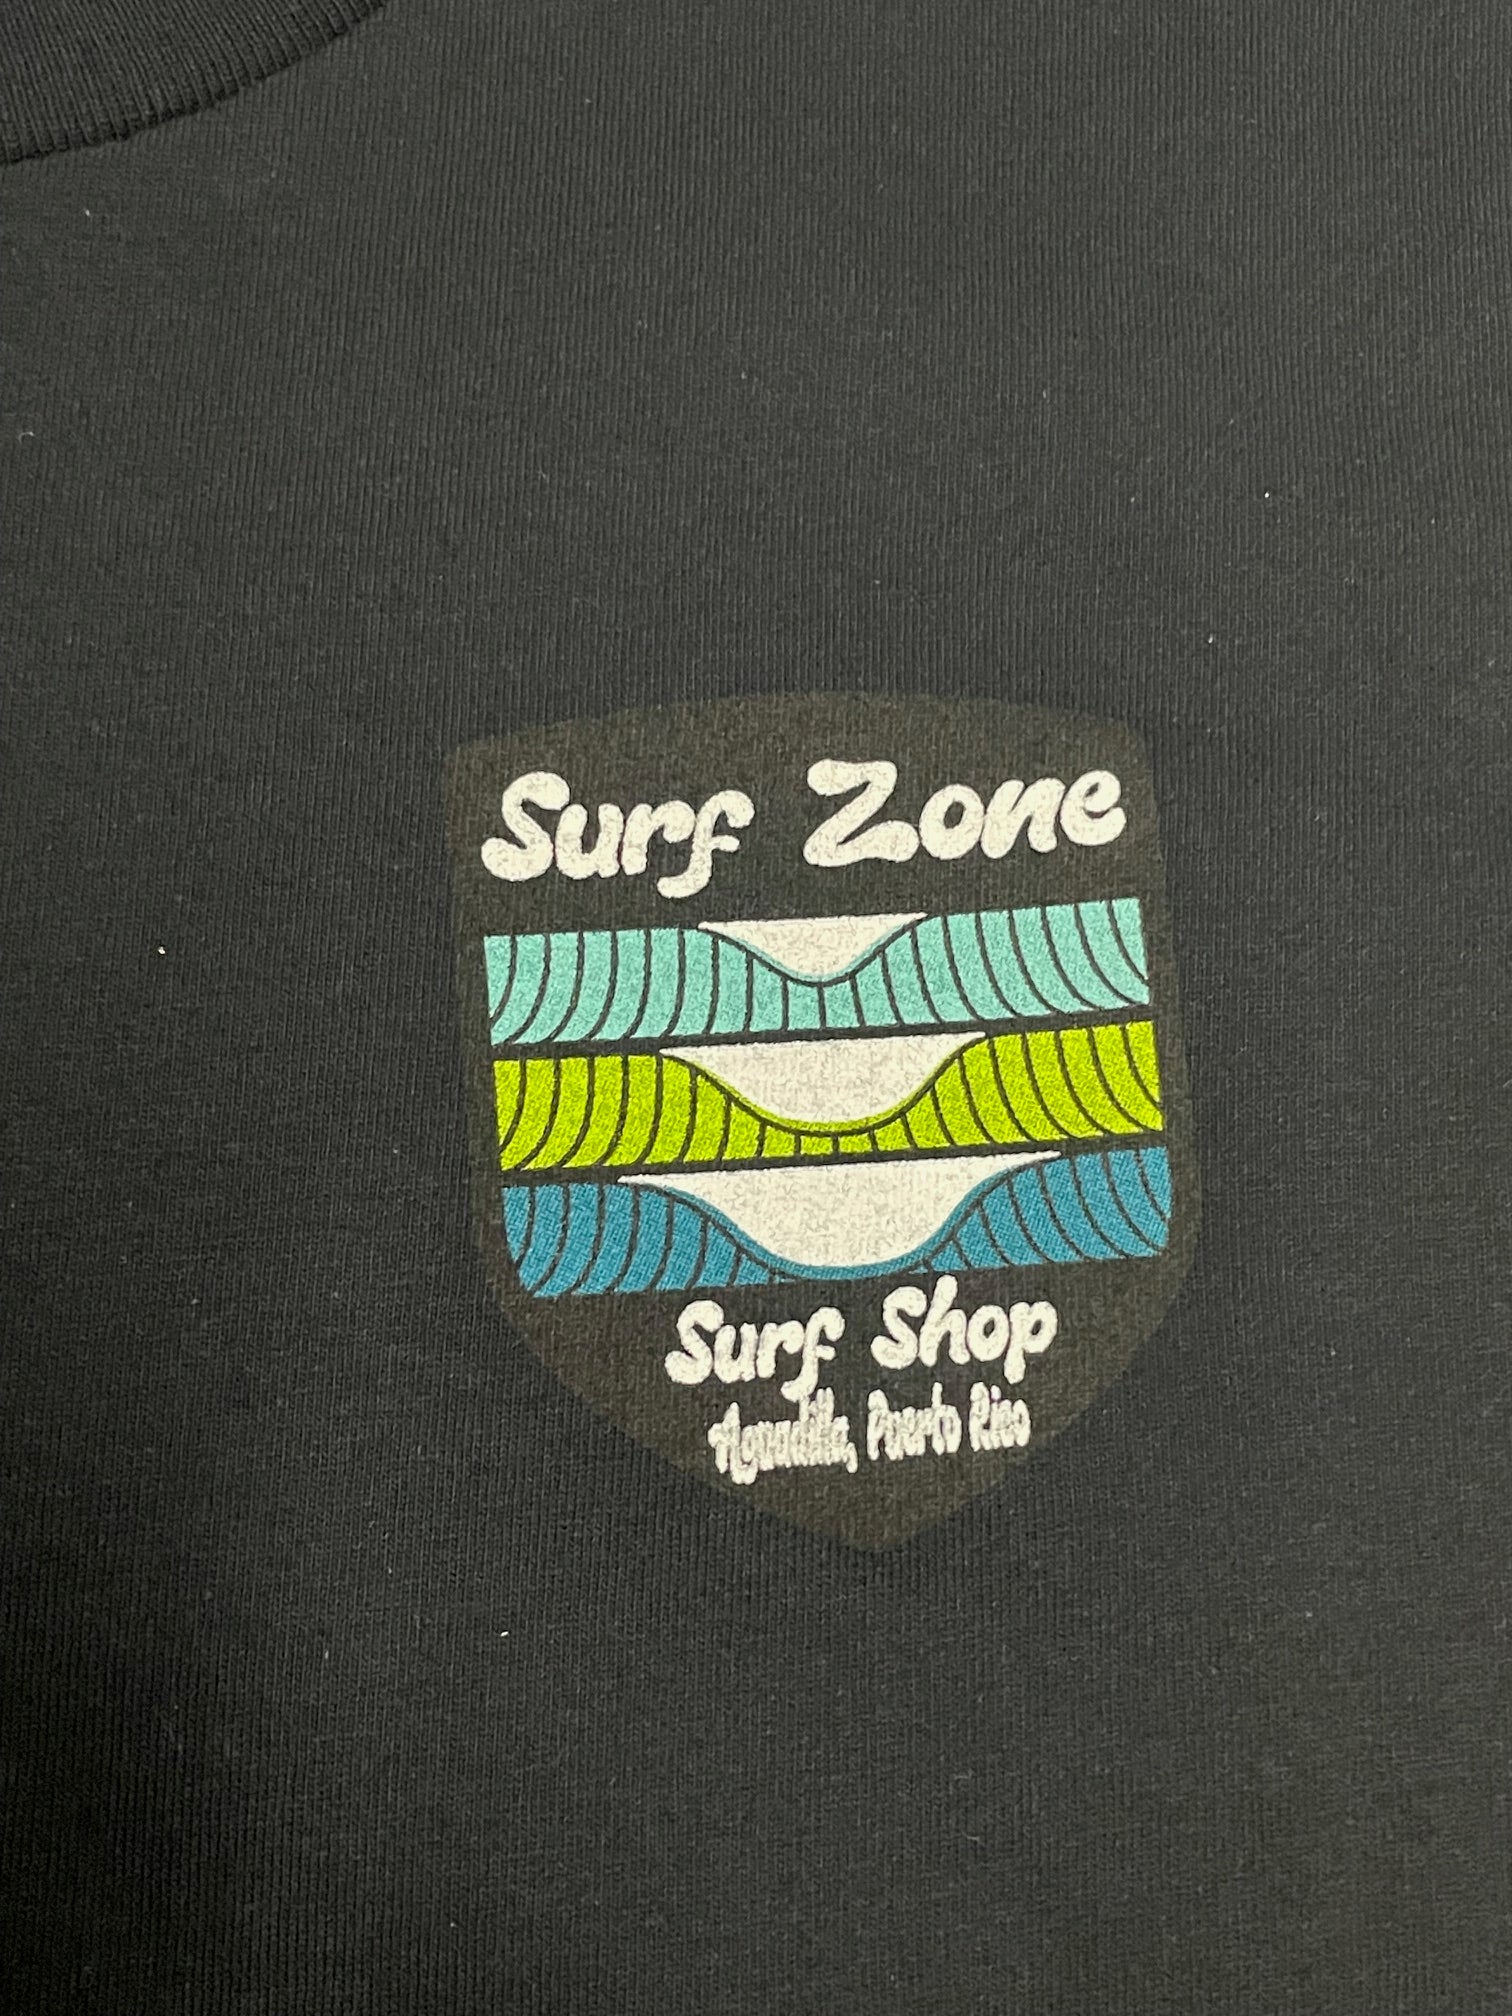 Surf Zone
Surf Shop
Aguadilla, Puerto Rico